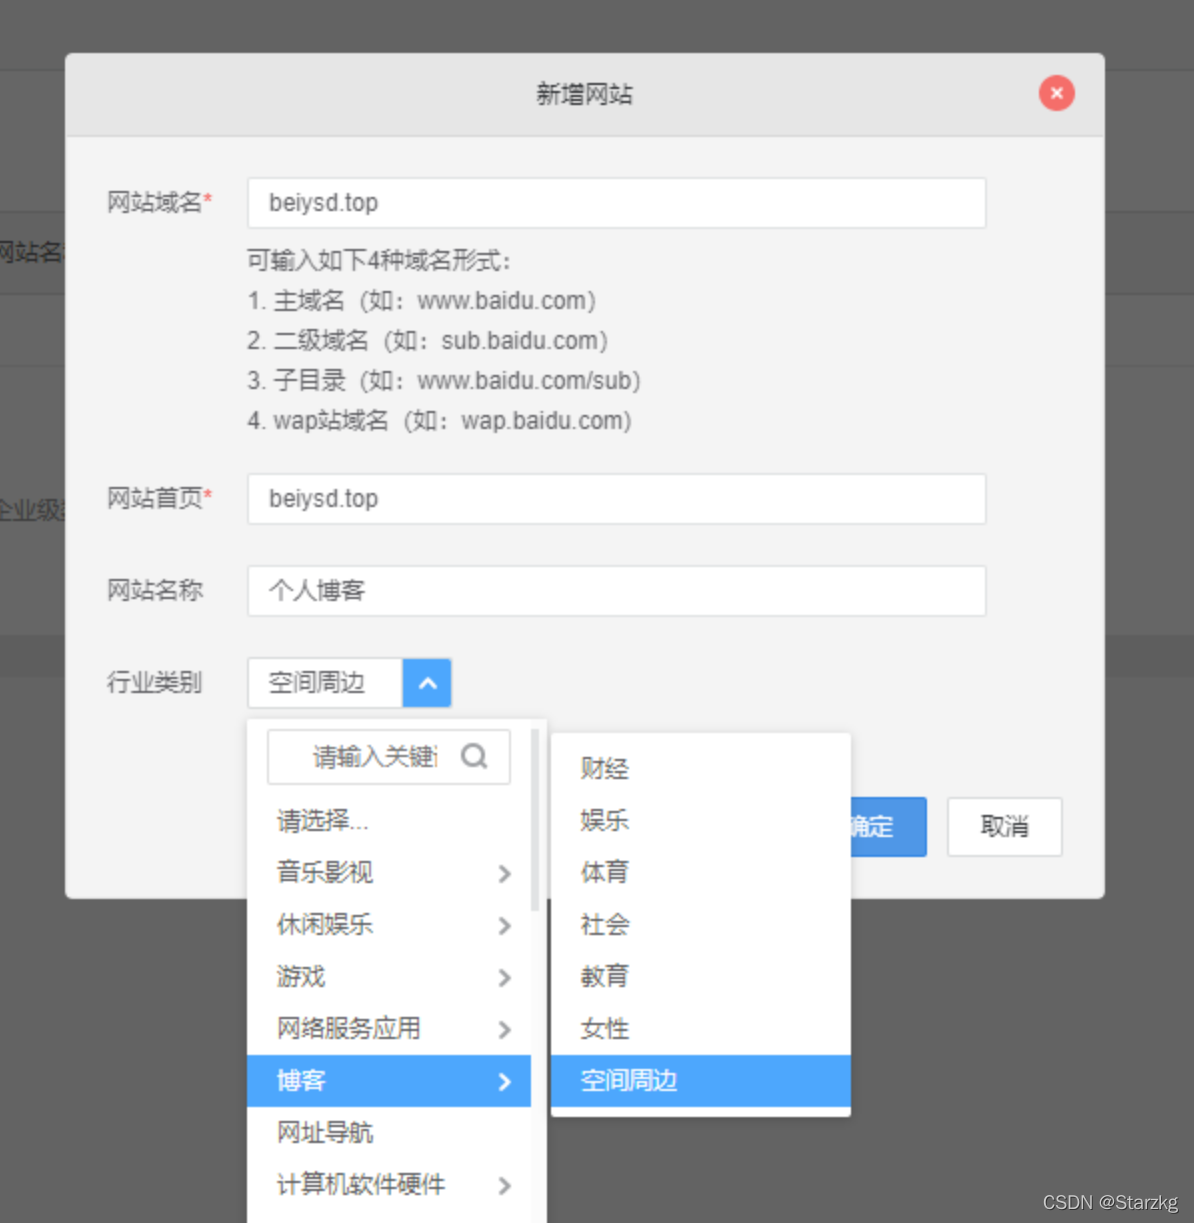 新增网站
网站域名*
beiysd.top
可输入如下4种域名形式：
1. 主域名（如：www.baidu.com）
2. 二级域名（如：sub.baidu.com）
3. 子目录（如：www.baidu.com/sub）
4. wap站域名（如：wap.baidu.com）
网站名
网站首页*
beiysd.top
企业级
网站名称
个人博客
行业类别
空间周边
请输入关键
请选择...
音乐影视
休闲娱乐
游戏
网络服务应用
博客
网址导航
计算机软件硬件
财经
娱乐
体育
社会
教育
女性
空间周边
确定
取消
CSDN @Starzkg